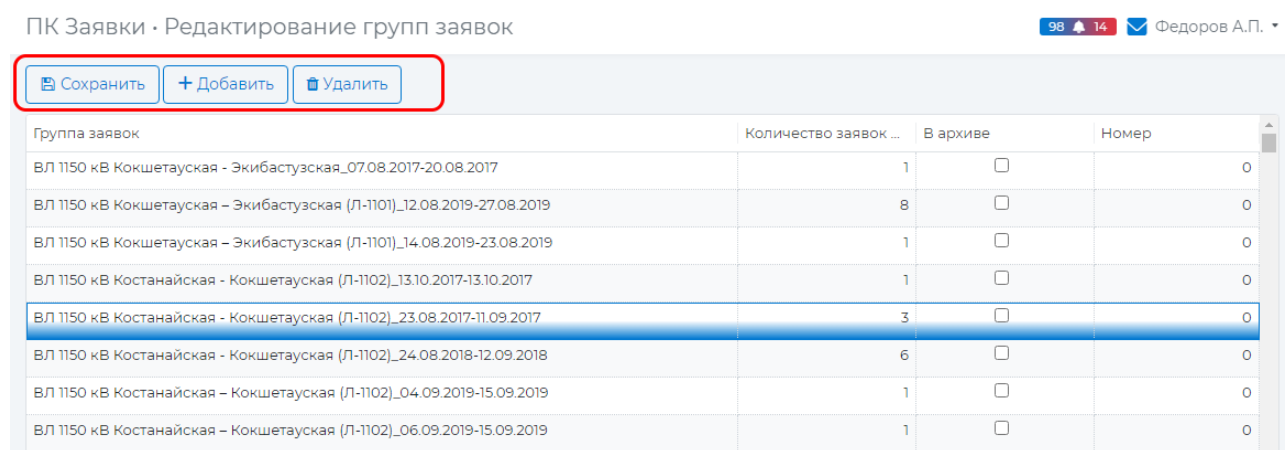 ПК Заявки · Редактирование групп заявок 98 14 Федоров А.П.
Сохранить Добавить Удалить
Группа заявок Количество заявок ... В архиве Номер
ВЛ 1150 кВ Кокшетауская - Экибастузская_07.08.2017-20.08.2017 1 0
ВЛ 1150 кВ Кокшетауская – Экибастузская (Л-1101)_12.08.2019-27.08.2019 8 0
ВЛ 1150 кВ Кокшетауская – Экибастузская (Л-1101)_14.08.2019-23.08.2019 1 0
ВЛ 1150 кВ Костанайская - Кокшетауская (Л-1102)_13.10.2017-13.10.2017 1 0
ВЛ 1150 кВ Костанайская - Кокшетауская (Л-1102)_23.08.2017-11.09.2017 3 0
ВЛ 1150 кВ Костанайская - Кокшетауская (Л-1102)_24.08.2018-12.09.2018 6 0
ВЛ 1150 кВ Костанайская – Кокшетауская (Л-1102)_04.09.2019-15.09.2019 1 0
ВЛ 1150 кВ Костанайская – Кокшетауская (Л-1102)_06.09.2019-15.09.2019 1 0